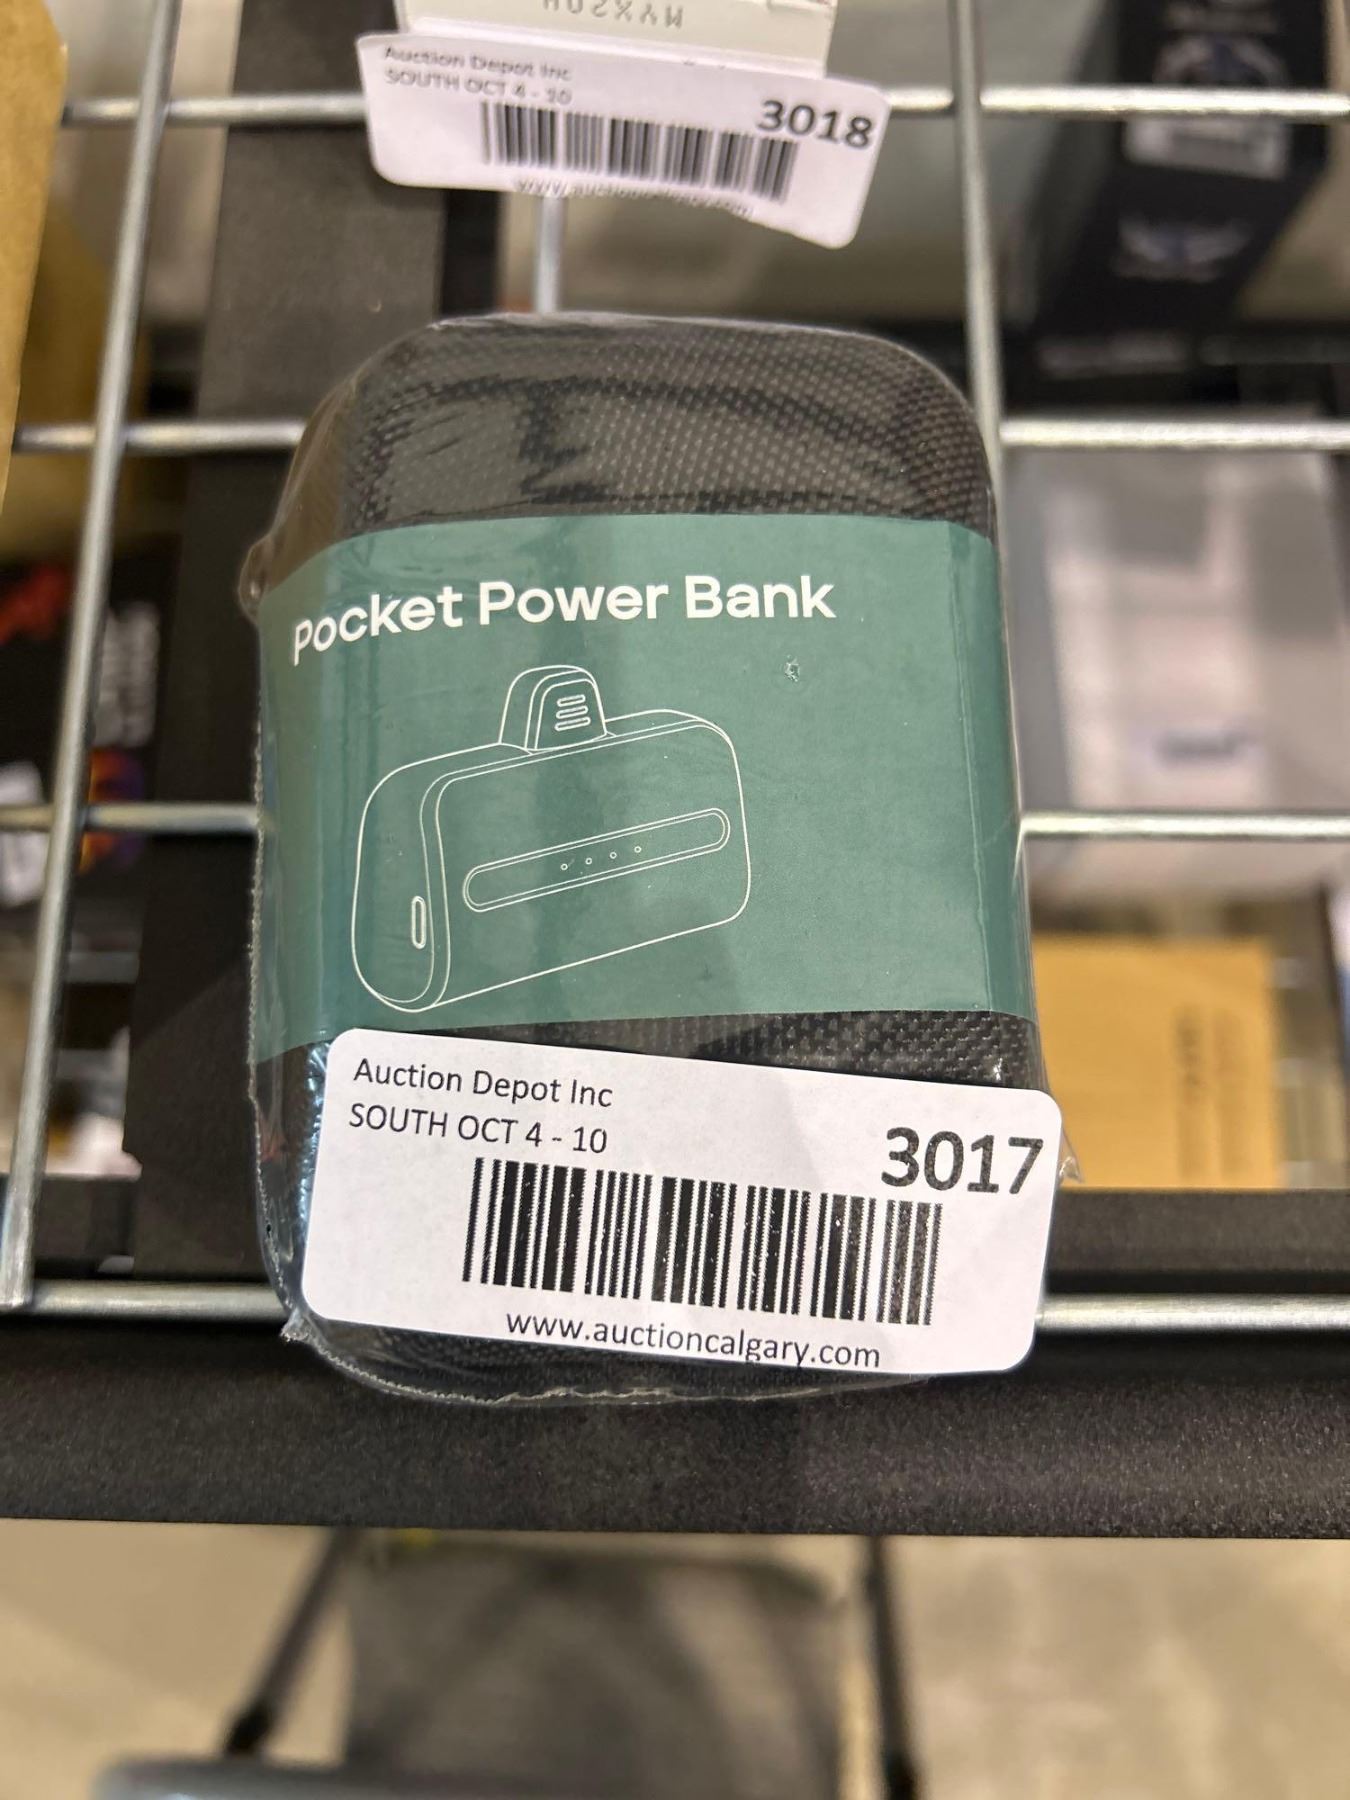 Auction Depot Inc
SOUTH OCT 4 - 10
3018
Pocket Power Bank
Auction Depot Inc
SOUTH OCT 4 - 10
3017
www.auctioncalgary.com